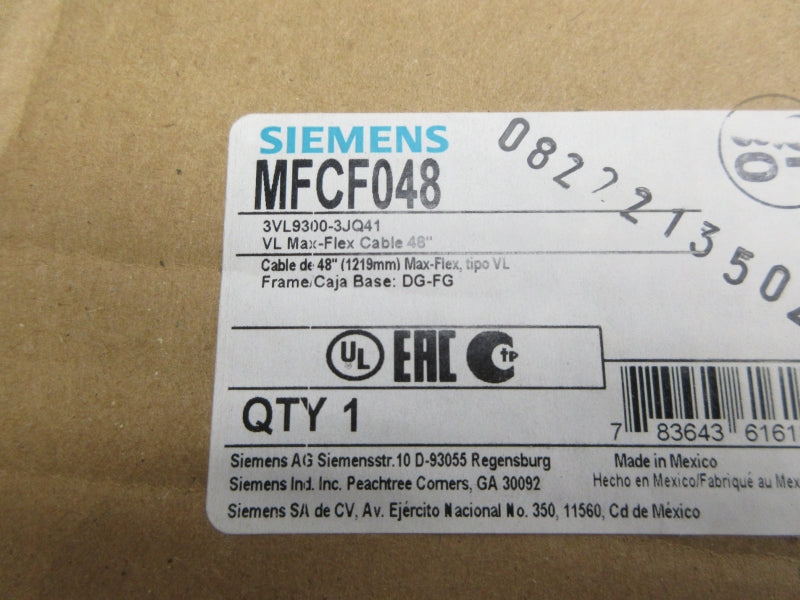 SIEMENS
MFCF048
3VL9300-3JQ41
VL Max-Flex Cable 48"
Cable de 48" (1219mm) Max-Flex, tipo VL
Frame/Caja Base: DG-FG
UL EAC
QTY 1
7 83643 6161
Siemens AG Siemensstr.10 D-93055 Regensburg
Siemens Ind. Inc. Peachtree Corners, GA 30092
Siemens SA de CV, Av. Ejército Nacional No. 350, 11560, Cd de México
Made in Mexico
Hecho en Mexico/Fabriqué au Mex